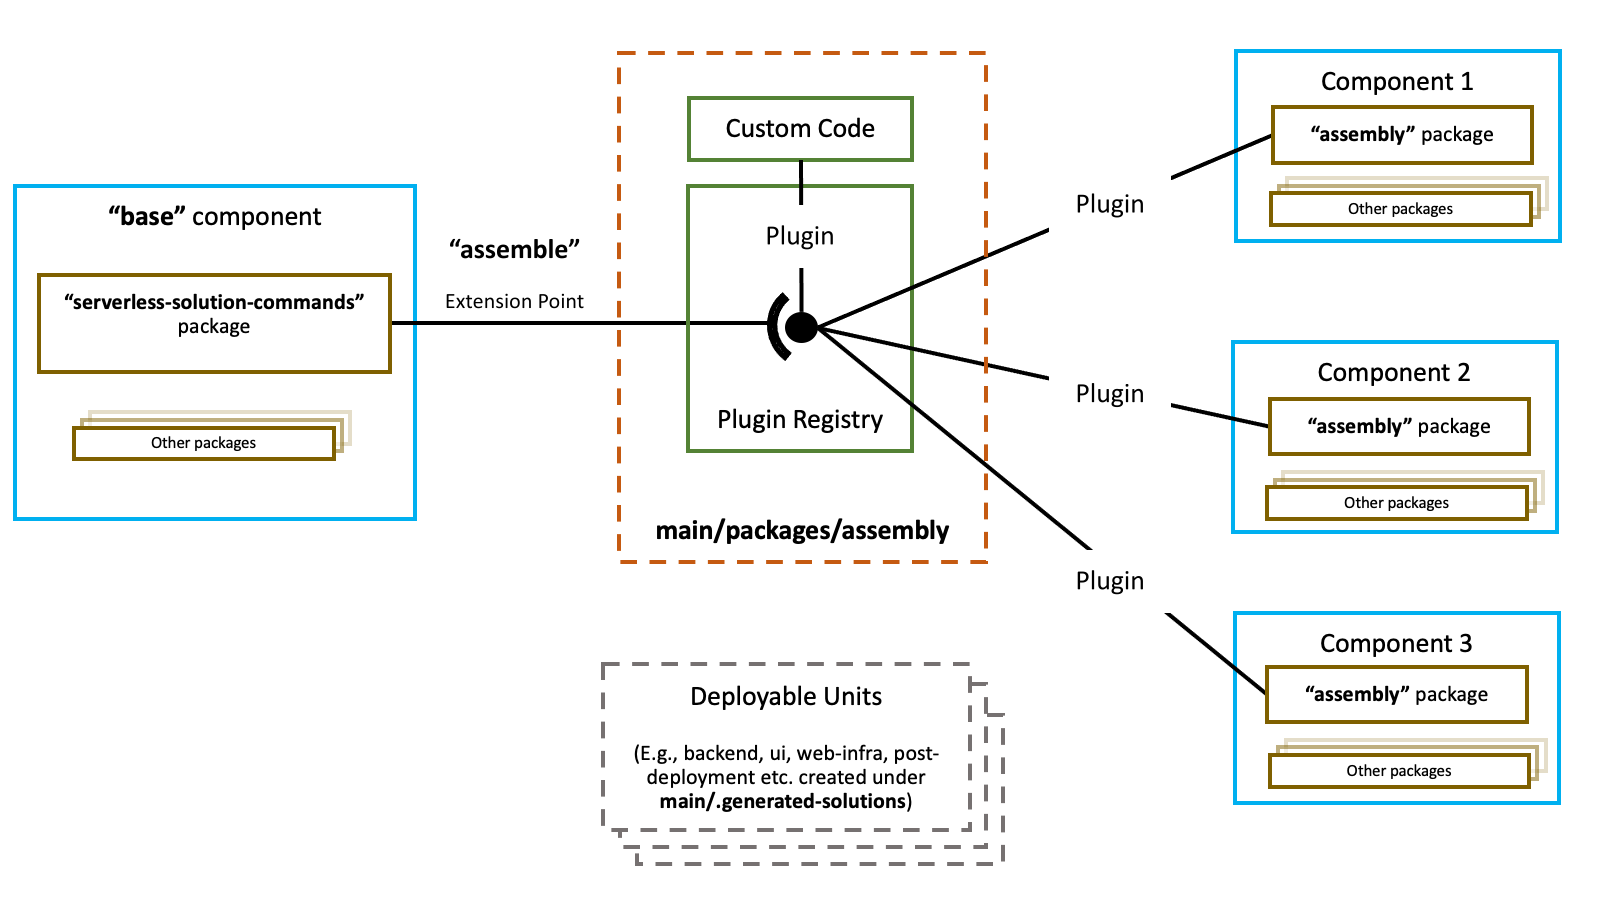 “base” component
“serverless-solution-commands”
package
Other packages
“assemble”
Extension Point
Custom Code
Plugin
Plugin Registry
main/packages/assembly
Deployable Units
(E.g., backend, ui, web-infra, post-
deployment etc. created under
main/.generated-solutions)
Plugin
Plugin
Plugin
Component 1
“assembly” package
Other packages
Component 2
“assembly” package
Other packages
Component 3
“assembly” package
Other packages